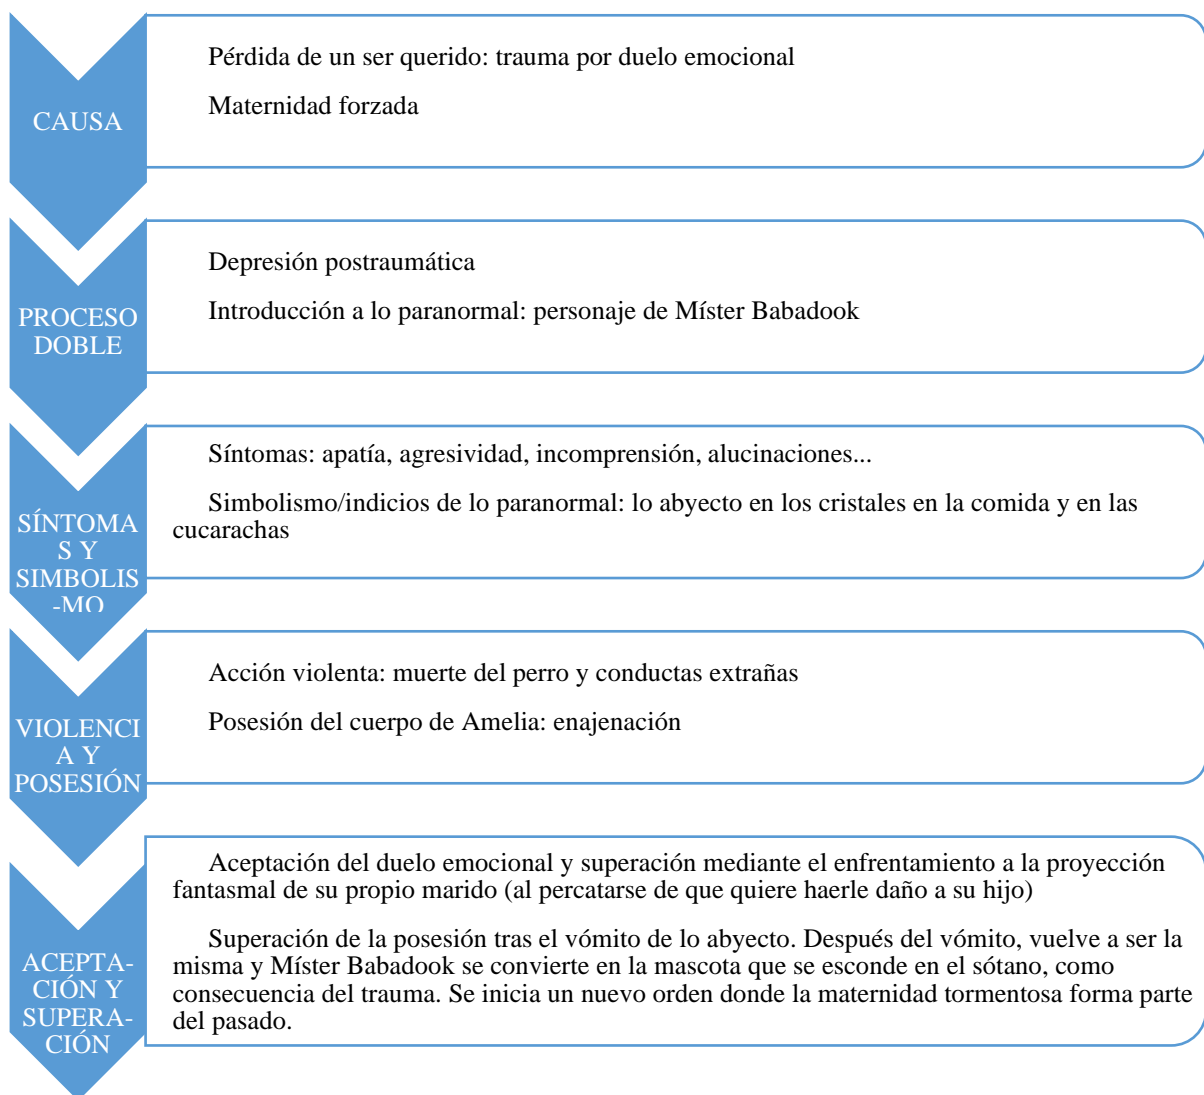 CAUSA
Pérdida de un ser querido: trauma por duelo emocional
Maternidad forzada
PROCESO
DOBLE
Depresión postraumática
Introducción a lo paranormal: personaje de Míster Babadook
SÍNTOMA
S Y
SIMBOLIS
-MO
Síntomas: apatía, agresividad, incomprensión, alucinaciones...
Simbolismo/indicios de lo paranormal: lo abyecto en los cristales en la comida y en las
cucarachas
VIOLENCI
A Y
POSESIÓN
Acción violenta: muerte del perro y conductas extrañas
Posesión del cuerpo de Amelia: enajenación
ACEPTA-
CIÓN Y
SUPERA-
CIÓN
Aceptación del duelo emocional y superación mediante el enfrentamiento a la proyección
fantasmal de su propio marido (al percatarse de que quiere haerle daño a su hijo)
Superación de la posesión tras el vómito de lo abyecto. Después del vómito, vuelve a ser la
misma y Míster Babadook se convierte en la mascota que se esconde en el sótano, como
consecuencia del trauma. Se inicia un nuevo orden donde la maternidad tormentosa forma parte
del pasado.